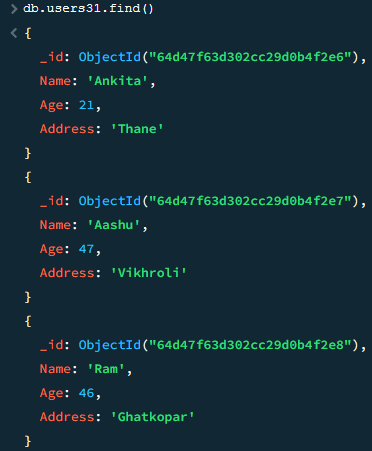 > db.users31.find()
< {
_id: ObjectId("64d47f63d302cc29d0b4f2e6"),
Name: 'Ankita',
Age: 21,
Address: 'Thane'
}
{
_id: ObjectId("64d47f63d302cc29d0b4f2e7"),
Name: 'Aashu',
Age: 47,
Address: 'Vikhroli'
}
{
_id: ObjectId("64d47f63d302cc29d0b4f2e8"),
Name: 'Ram',
Age: 46,
Address: 'Ghatkopar'
}